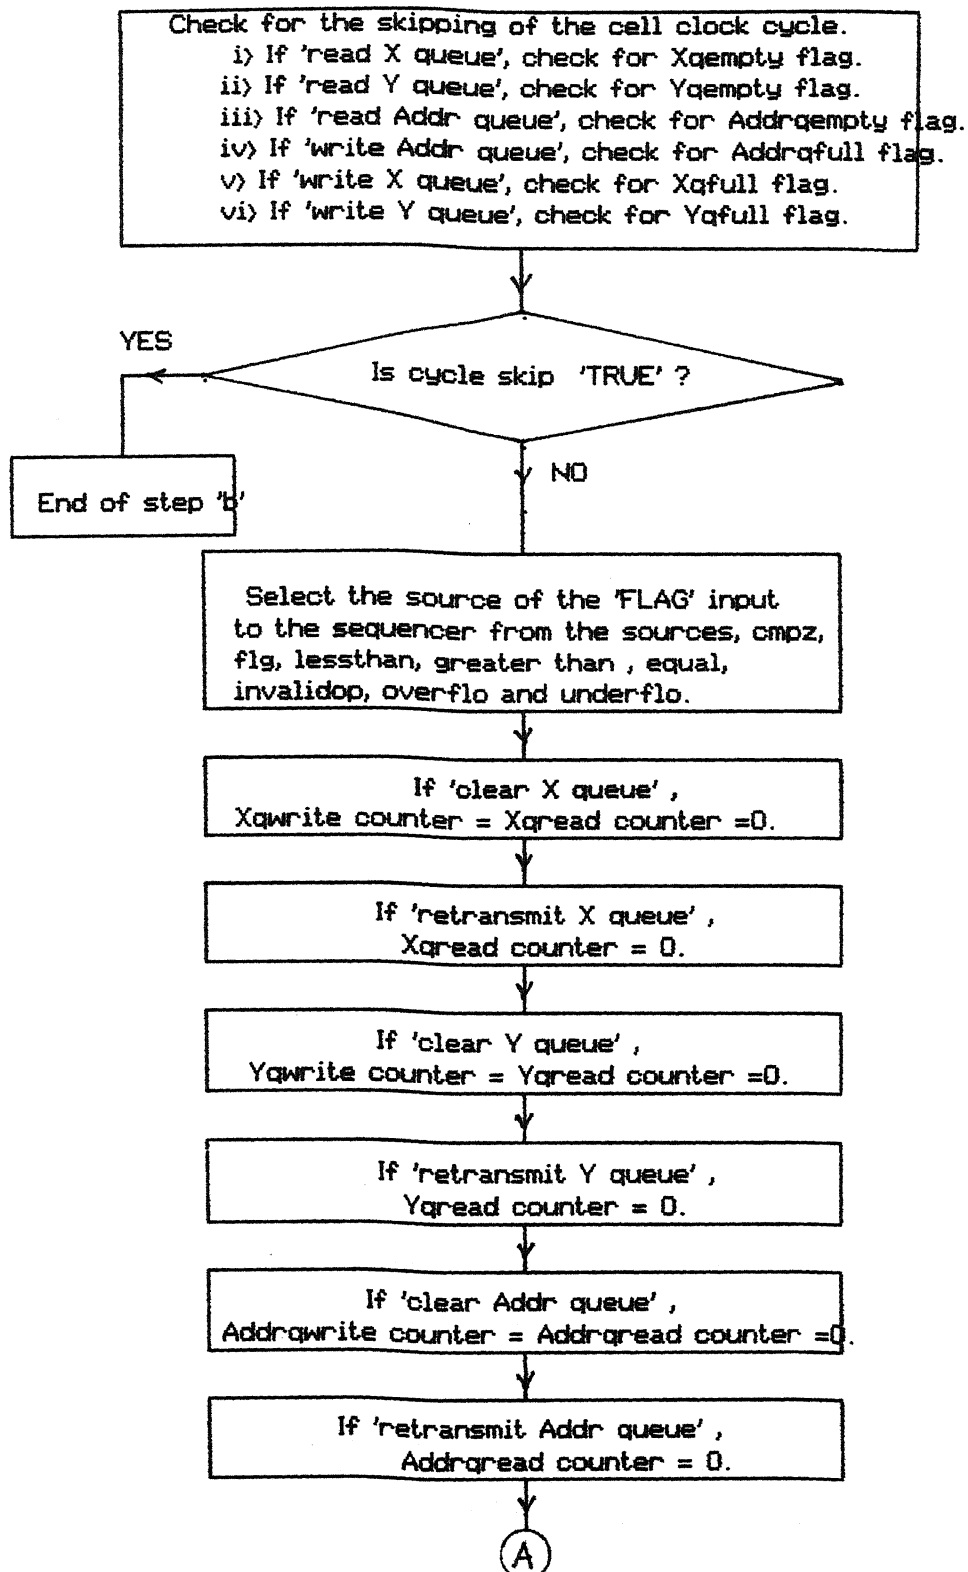 Check for the skipping of the cell clock cycle.
i) If 'read X queue', check for Xqempty flag.
ii) If 'read Y queue', check for Yqempty flag.
iii) If 'read Addr queue', check for Addrqempty flag.
iv) If 'write Addr queue', check for Addrqfull flag.
v) If 'write X queue', check for Xqfull flag.
vi) If 'write Y queue', check for Yqfull flag.
YES
Is cycle skip 'TRUE' ?
NO
End of step 'b'
Select the source of the 'FLAG' input
to the sequencer from the sources, cmpz,
flg, lessthan, greater than , equal,
invalidop, overflo and underflo.
If 'clear X queue' ,
Xqwrite counter = Xqread counter =0.
If 'retransmit X queue' ,
Xqread counter = 0.
If 'clear Y queue' ,
Yqwrite counter = Yqread counter =0.
If 'retransmit Y queue' ,
Yqread counter = 0.
If 'clear Addr queue' ,
Addrqwrite counter = Addrqread counter =0.
If 'retransmit Addr queue' ,
Addrqread counter = 0.
A